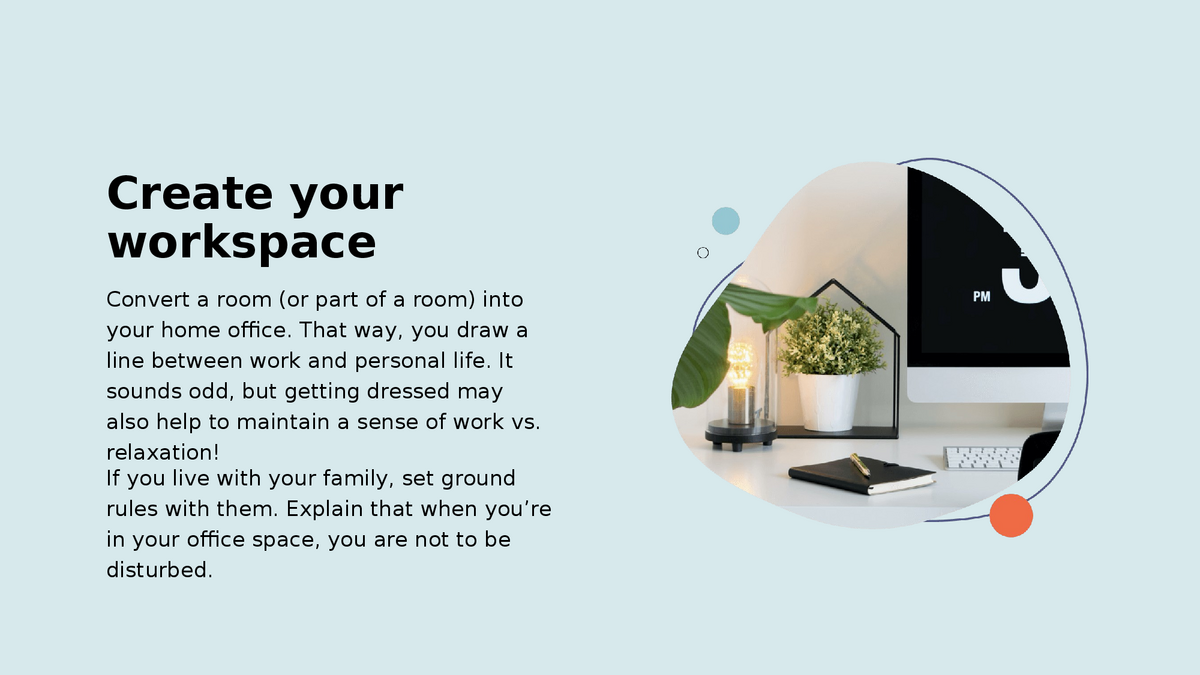 Create your
workspace
Convert a room (or part of a room) into
your home office. That way, you draw a
line between work and personal life. It
sounds odd, but getting dressed may
also help to maintain a sense of work vs.
relaxation!
If you live with your family, set ground
rules with them. Explain that when you’re
in your office space, you are not to be
disturbed.
PM